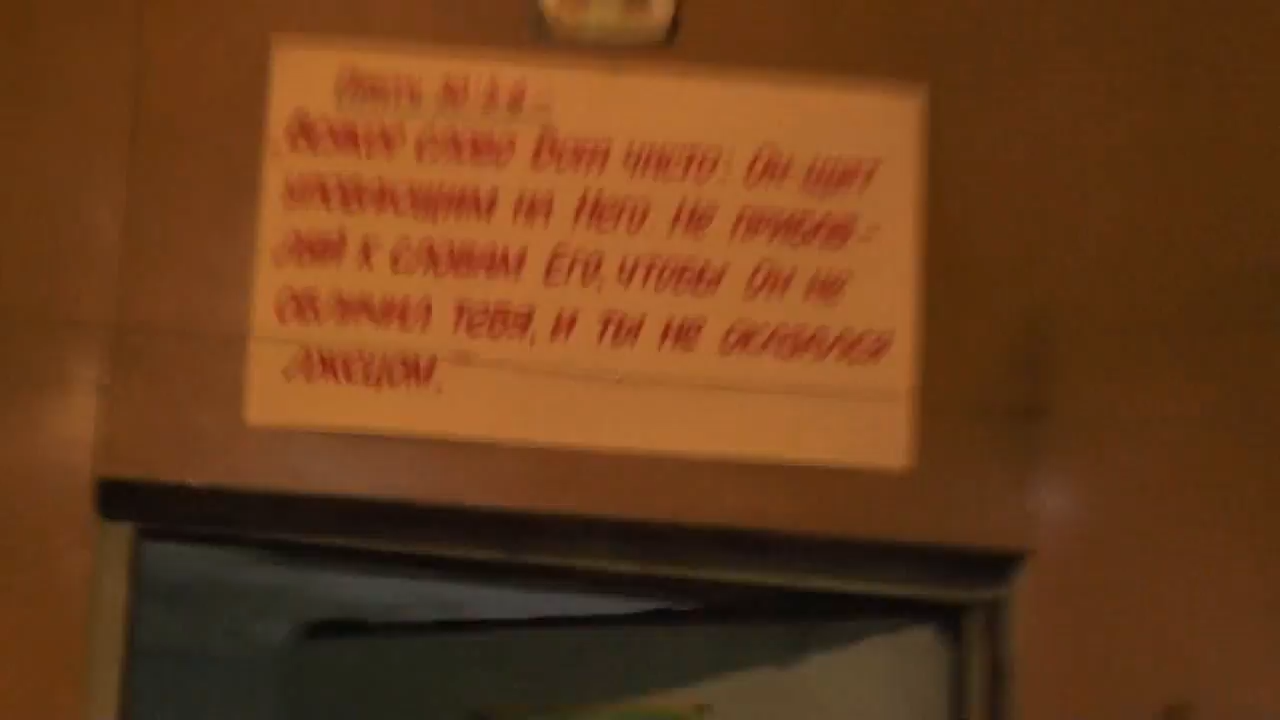 Всякое слово Бога чисто: Он щит
уповающим на Него. Не прибав-
ляй к словам Его, чтобы Он не
обличил тебя, и ты не оказался
лжецом.